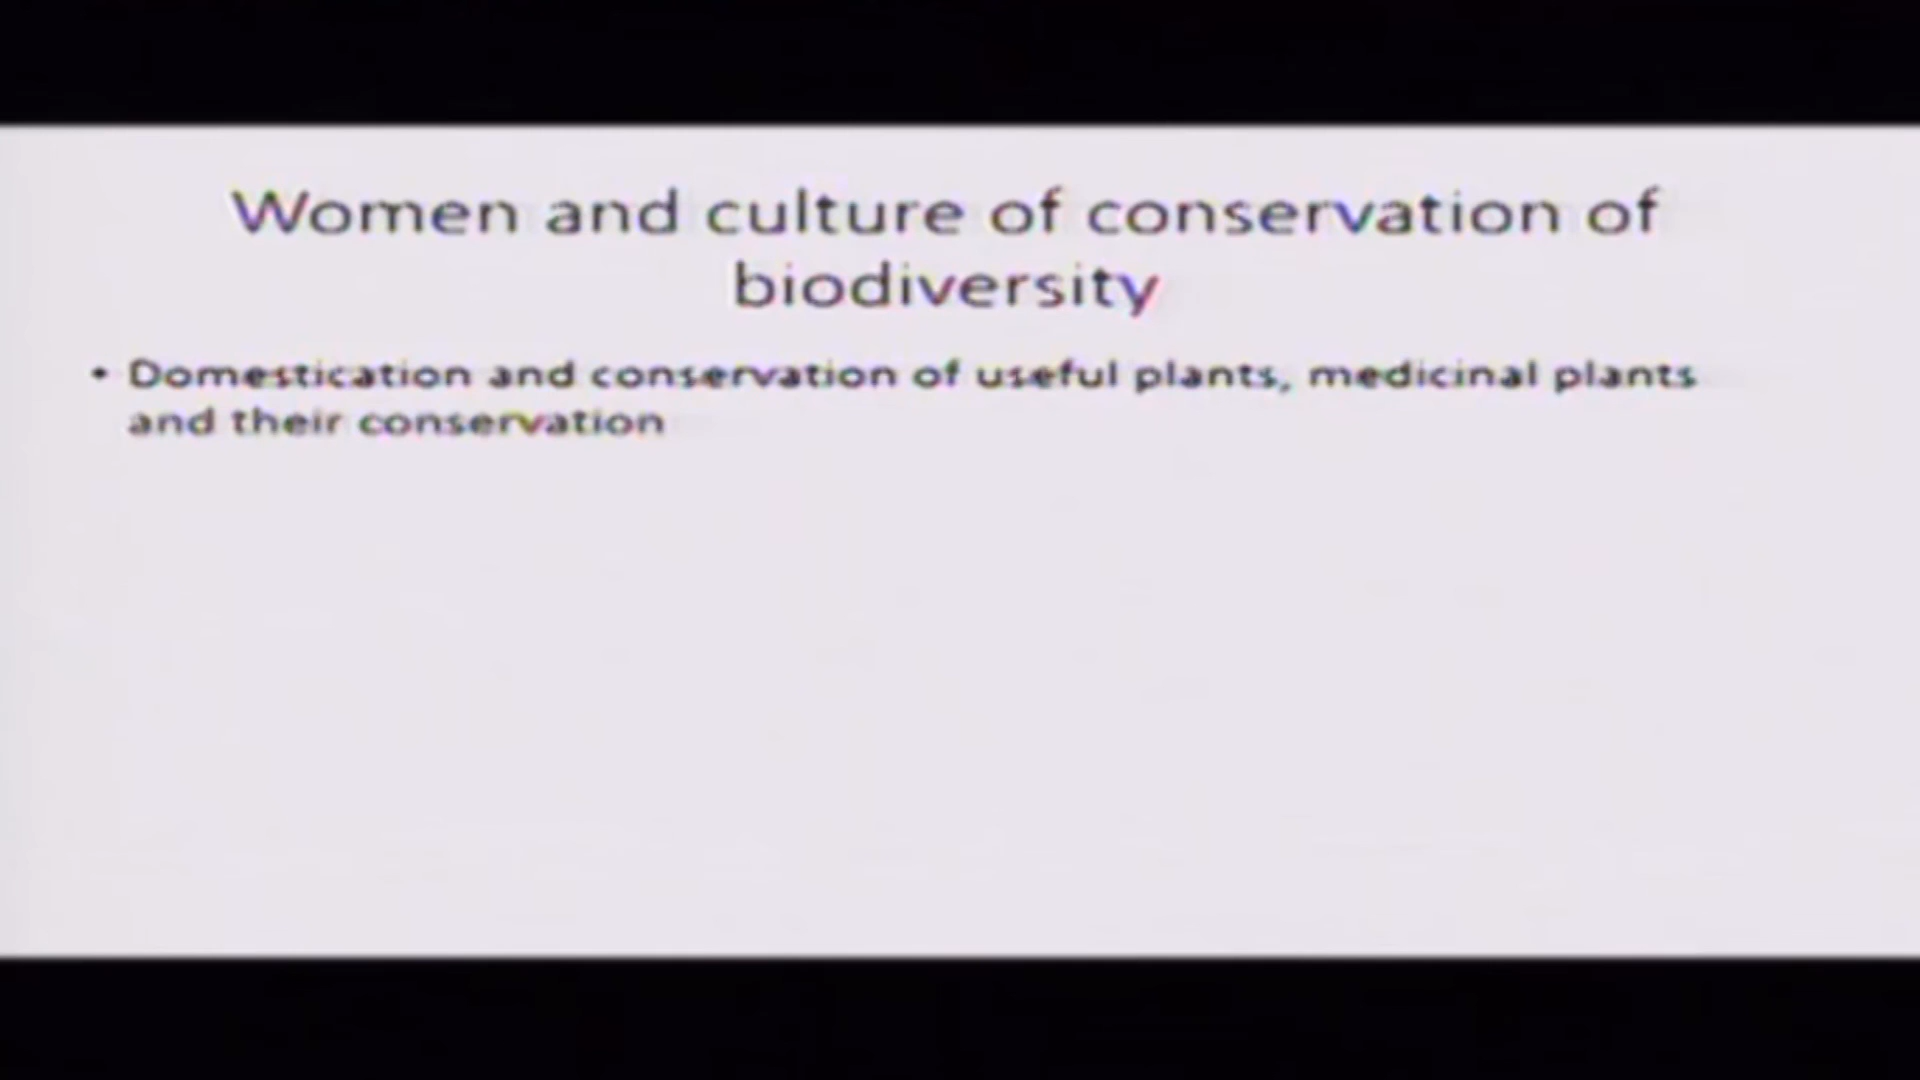 Women and culture of conservation of
biodiversity
• Domestication and conservation of useful plants, medicinal plants
and their conservation